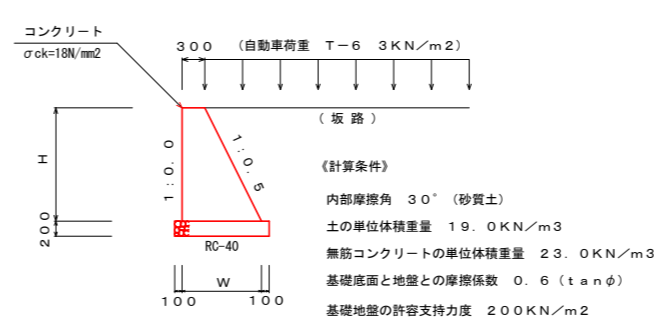 コンクリート
σck=18N/mm2
300 (自動車荷重 T-6 3KN/m2)
(坂路)
H
1:0.0
1:0.5
200
RC-40
W
100 100
《計算条件》
内部摩擦角 30° (砂質土)
土の単位体積重量 19.0KN/m3
無筋コンクリートの単位体積重量 23.0KN/m3
基礎底面と地盤との摩擦係数 0.6(tanφ)
基礎地盤の許容支持力度 200KN/m2